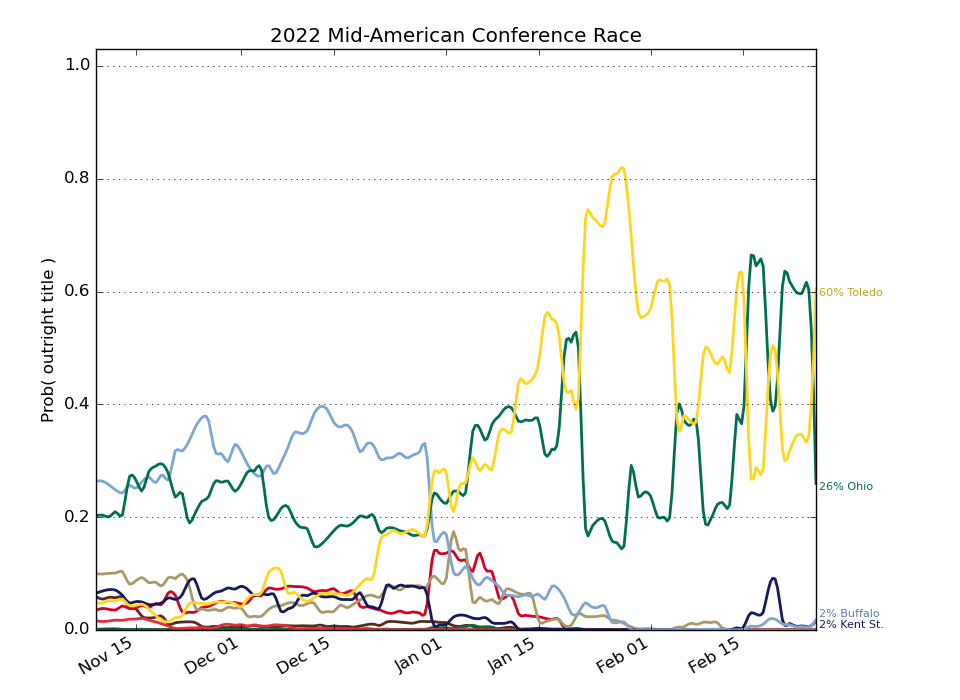 2022 Mid-American Conference Race
Prob( outright title )
1.0
0.8
0.6
0.4
0.2
0.0
60% Toledo
26% Ohio
2% Buffalo
2% Kent St.
Nov 15
Dec 01
Dec 15
Jan 01
Jan 15
Feb 01
Feb 15